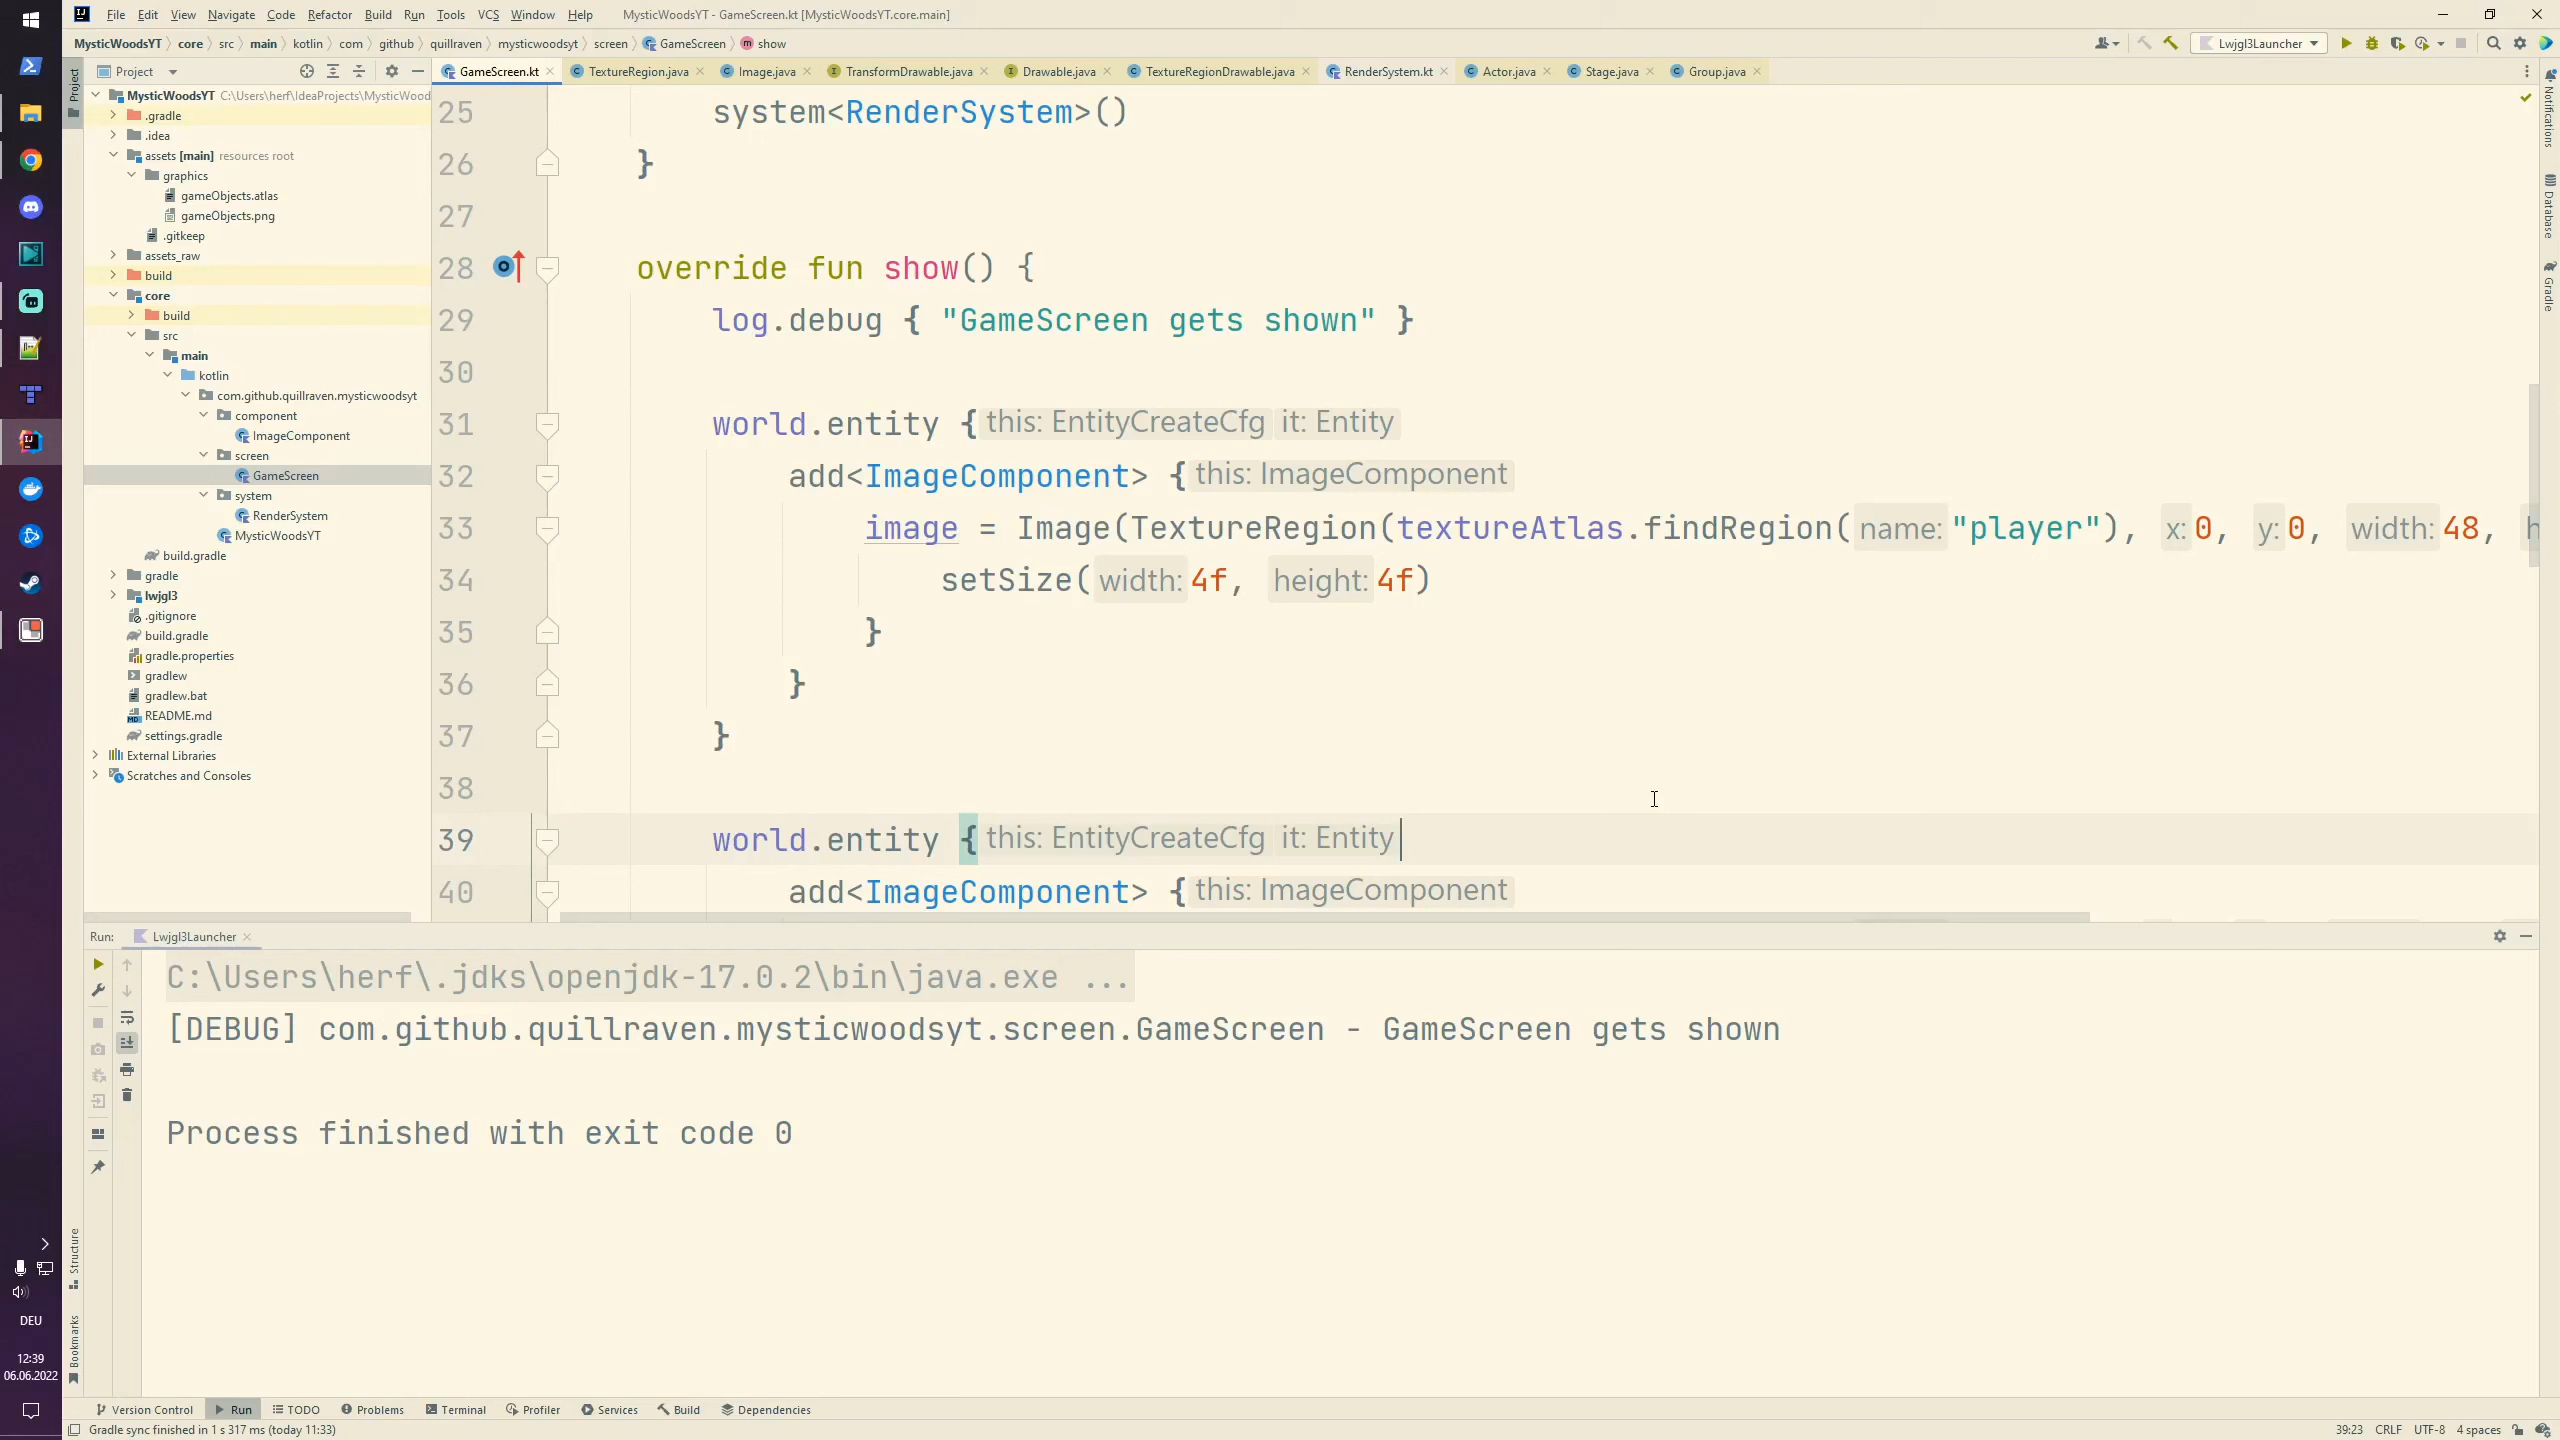 File Edit View Navigate Code Refactor Build Run Tools VCS Window Help MysticWoodsYT - GameScreen.kt [MysticWoodsYT.core.main]
MysticWoodsYT core src main kotlin com github quillraven mysticwoodsyt screen GameScreen show Lwjgl3Launcher
Project
GameScreen.kt TextureRegion.java Image.java TransformDrawable.java Drawable.java TextureRegionDrawable.java RenderSystem.kt Actor.java Stage.java Group.java
MysticWoodsYT C:\Users\herf\IdeaProjects\MysticWood
.gradle
.idea
assets [main] resources root
graphics
gameObjects.atlas
gameObjects.png
.gitkeep
assets_raw
build
core
build
src
main
kotlin
com.github.quillraven.mysticwoodsyt
component
ImageComponent
screen
GameScreen
system
RenderSystem
MysticWoodsYT
build.gradle
gradle
lwjgl3
.gitignore
build.gradle
gradle.properties
gradlew
gradlew.bat
README.md
settings.gradle
External Libraries
Scratches and Consoles
25 system<RenderSystem>()
26 }
27
28 override fun show() {
29 log.debug { "GameScreen gets shown" }
30
31 world.entity { this: EntityCreateCfg it: Entity
32 add<ImageComponent> { this: ImageComponent
33 image = Image(TextureRegion(textureAtlas.findRegion( name: "player"), x: 0, y: 0, width: 48, h
34 setSize( width: 4f, height: 4f)
35 }
36 }
37 }
38
39 world.entity { this: EntityCreateCfg it: Entity
40 add<ImageComponent> { this: ImageComponent
Project
Structure
Bookmarks
Notifications
Database
Gradle
Run: Lwjgl3Launcher
C:\Users\herf\.jdks\openjdk-17.0.2\bin\java.exe ...
[DEBUG] com.github.quillraven.mysticwoodsyt.screen.GameScreen - GameScreen gets shown
Process finished with exit code 0
Version Control Run TODO Problems Terminal Profiler Services Build Dependencies
Gradle sync finished in 1 s 317 ms (today 11:33) 39:23 CRLF UTF-8 4 spaces
DEU
12:39
06.06.2022